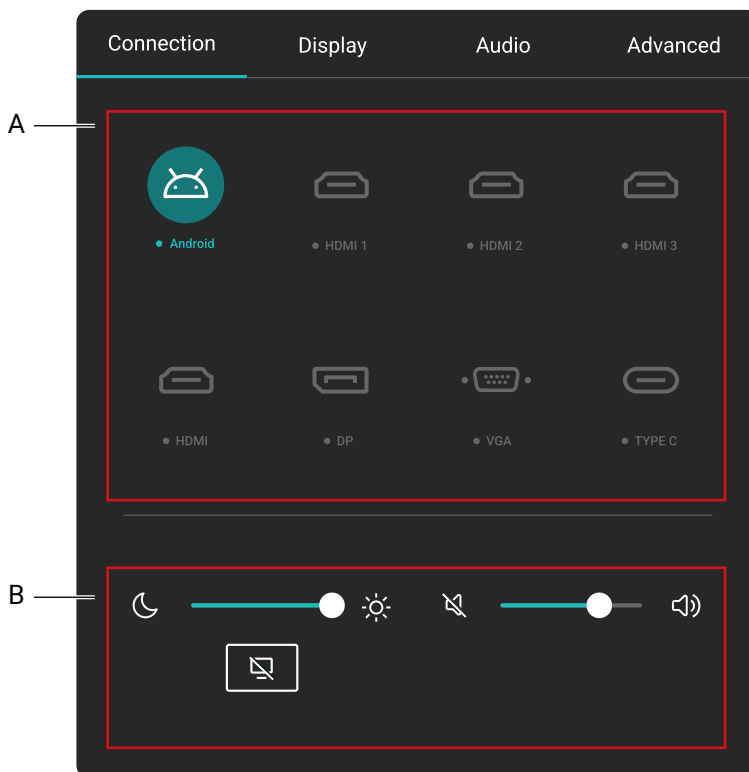 Connection Display Audio Advanced
A
• Android • HDMI 1 • HDMI 2 • HDMI 3
• HDMI • DP • VGA • TYPE C
B